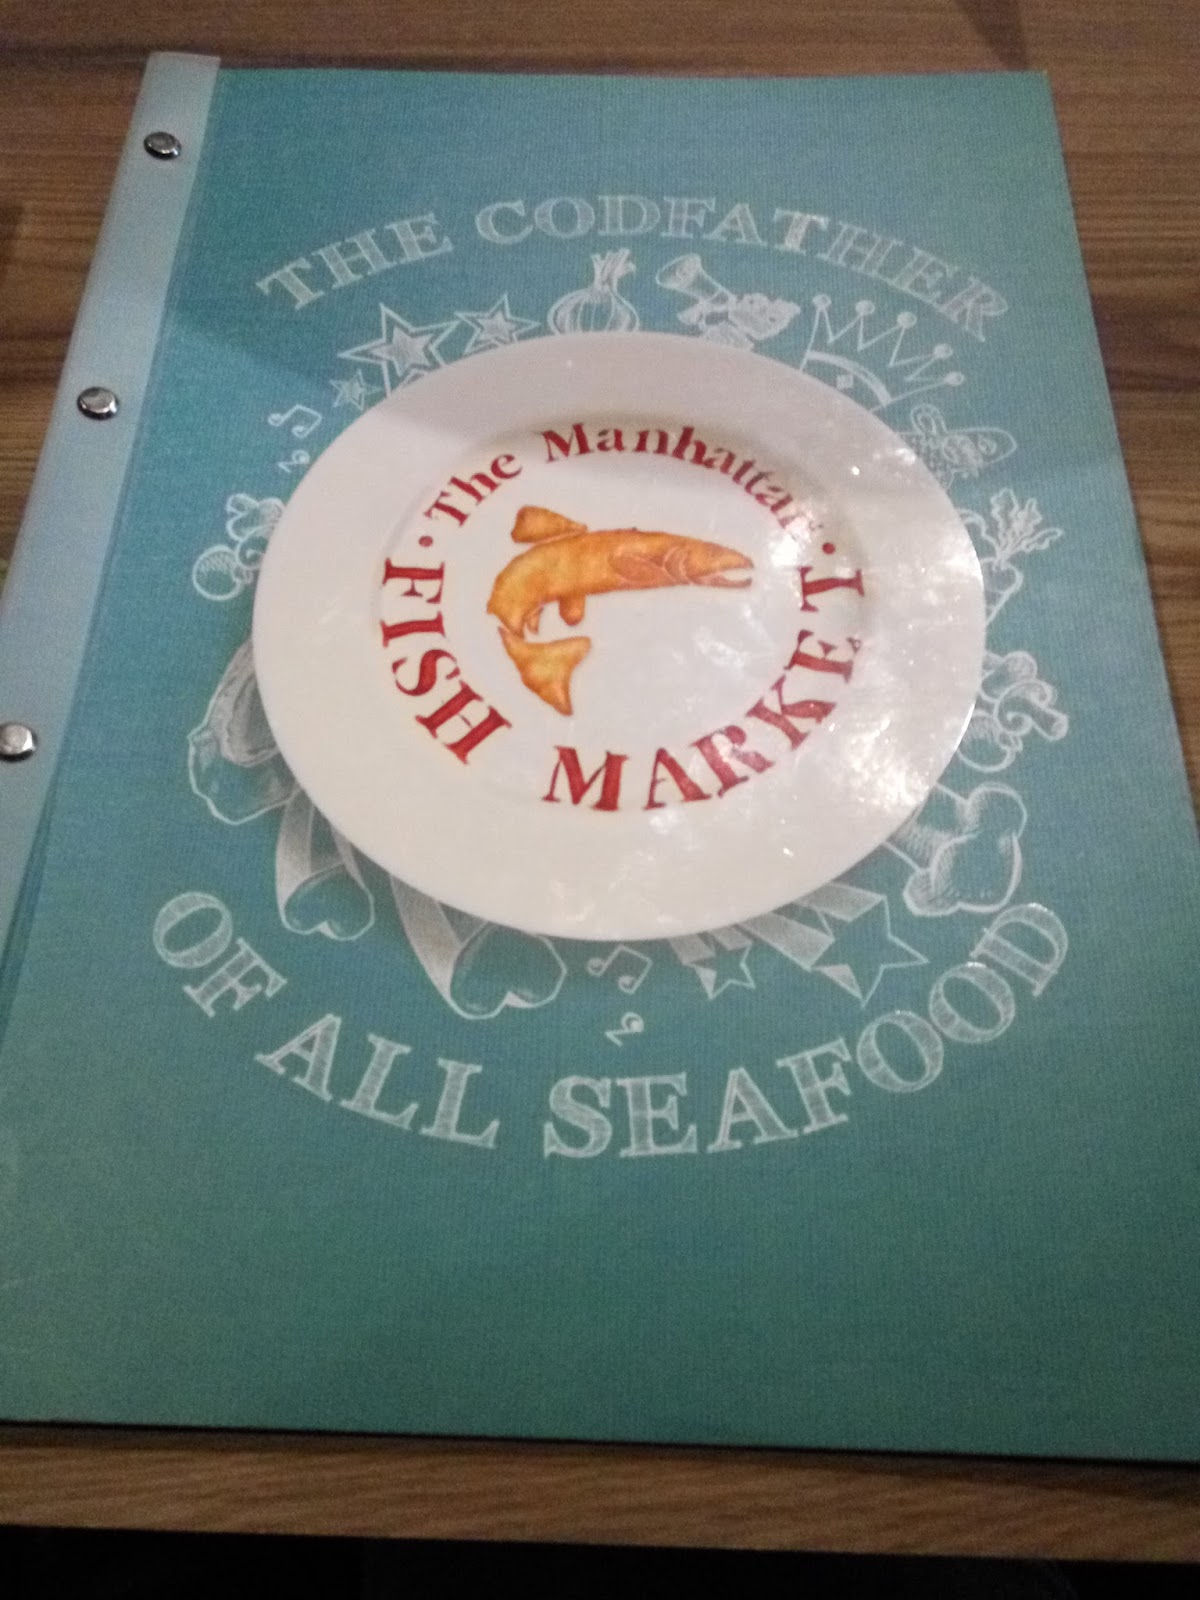 THE CODFATHER
The Manhattan
FISH MARKET
OF ALL SEAFOOD